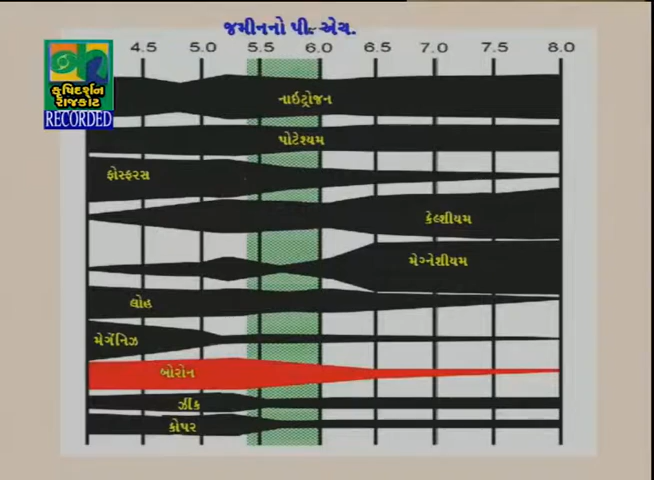 જમીનનો પી. એચ.
4.5 5.0 5.5 6.0 6.5 7.0 7.5 8.0
કૃષિદર્શન
રાજકોટ
RECORDED
નાઈટ્રોજન
પોટેશ્યમ
ફોસ્ફરસ
કેલ્શીયમ
મેગ્નેશીયમ
લોહ
મેગેંનિઝ
બોરોન
ઝીંક
કોપર